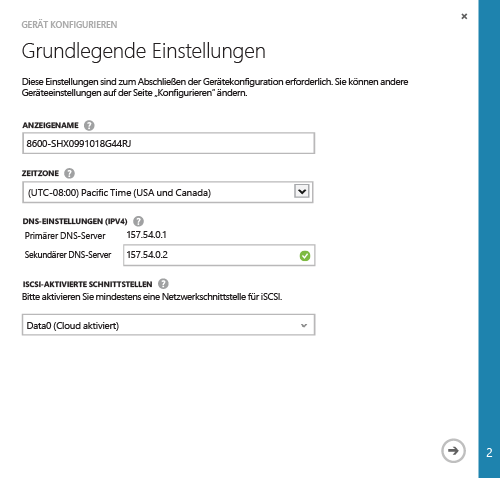 GERÄT KONFIGURIEREN
Grundlegende Einstellungen
Diese Einstellungen sind zum Abschließen der Gerätekonfiguration erforderlich. Sie können andere
Geräteeinstellungen auf der Seite „Konfigurieren“ ändern.
ANZEIGENAME ?
8600-SHX0991018G44RJ
ZEITZONE ?
(UTC-08:00) Pacific Time (USA und Canada)
DNS-EINSTELLUNGEN (IPV4) ?
Primärer DNS-Server 157.54.0.1
Sekundärer DNS-Server 157.54.0.2
ISCSI-AKTIVIERTE SCHNITTSTELLEN ?
Bitte aktivieren Sie mindestens eine Netzwerkschnittstelle für iSCSI.
Data0 (Cloud aktiviert)
2